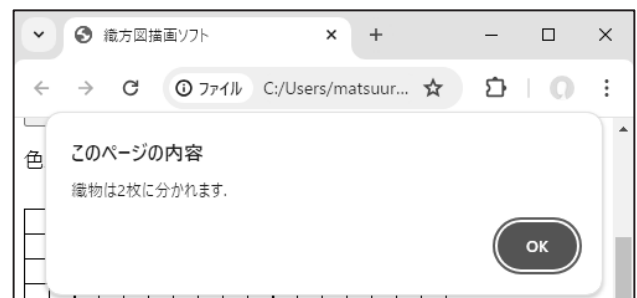 織方図描画ソフト
ファイル C:/Users/matsuur...
色
このページの内容
織物は2枚に分かれます.
OK